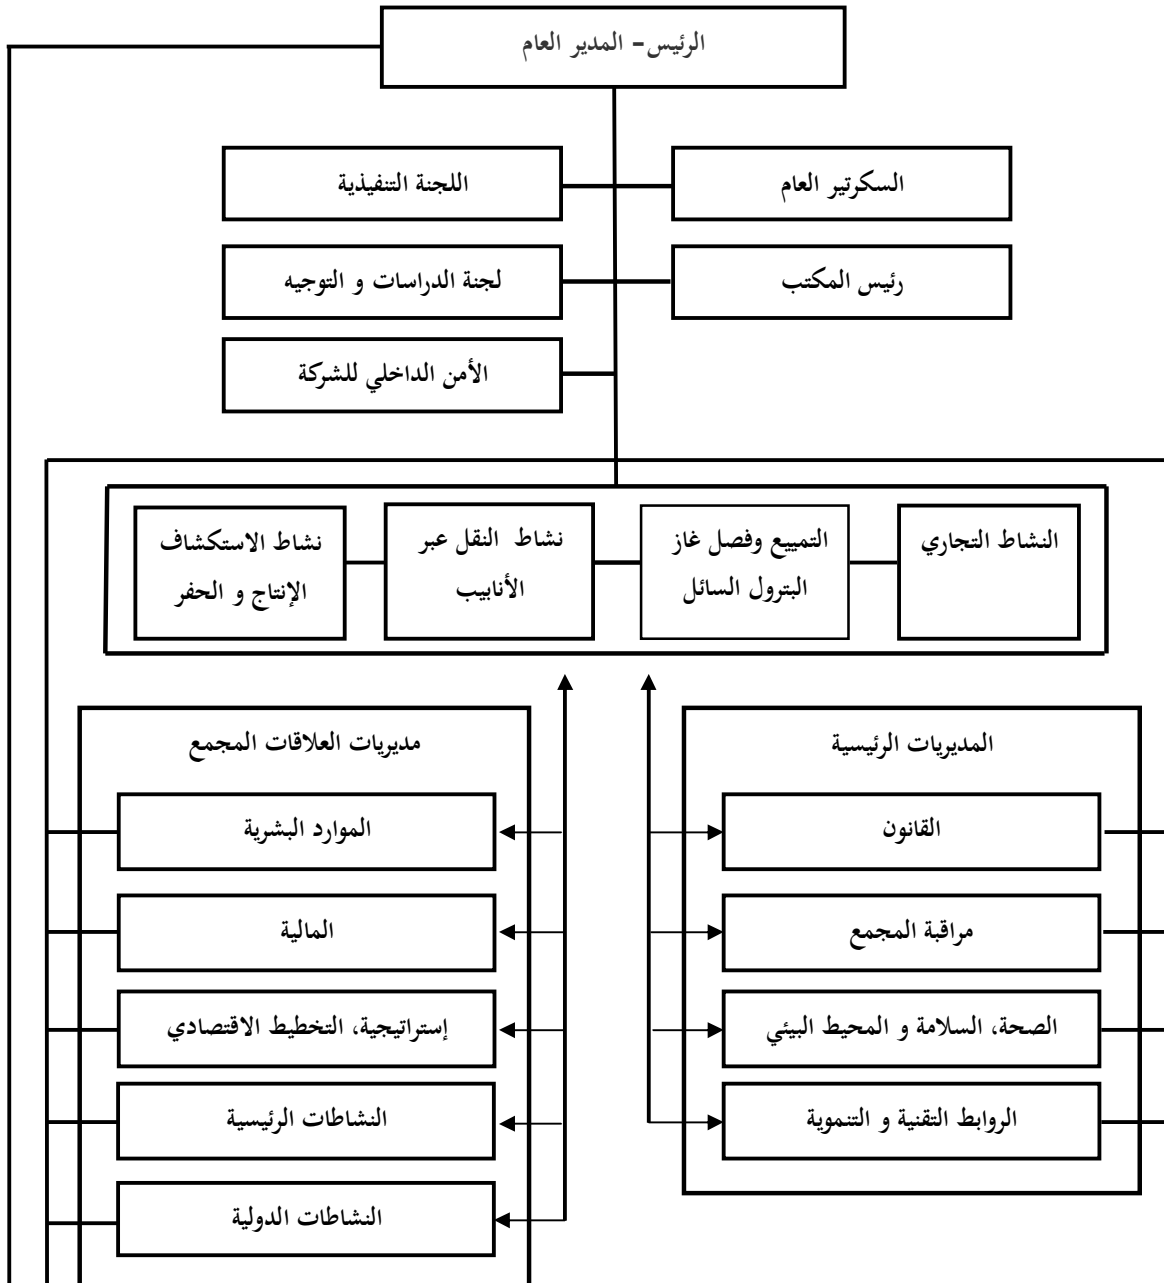 الرئيس- المدير العام
السكرتير العام
اللجنة التنفيذية
رئيس المكتب
لجنة الدراسات و التوجيه
الأمن الداخلي للشركة
النشاط التجاري
التمييع وفصل غاز
البترول السائل
نشاط النقل عبر
الأنابيب
نشاط الاستكشاف
الإنتاج و الحفر
المديريات الرئيسية
القانون
مراقبة المجمع
الصحة، السلامة و المحيط البيئي
الروابط التقنية و التنموية
مديريات العلاقات المجمع
الموارد البشرية
المالية
إستراتيجية، التخطيط الاقتصادي
النشاطات الرئيسية
النشاطات الدولية